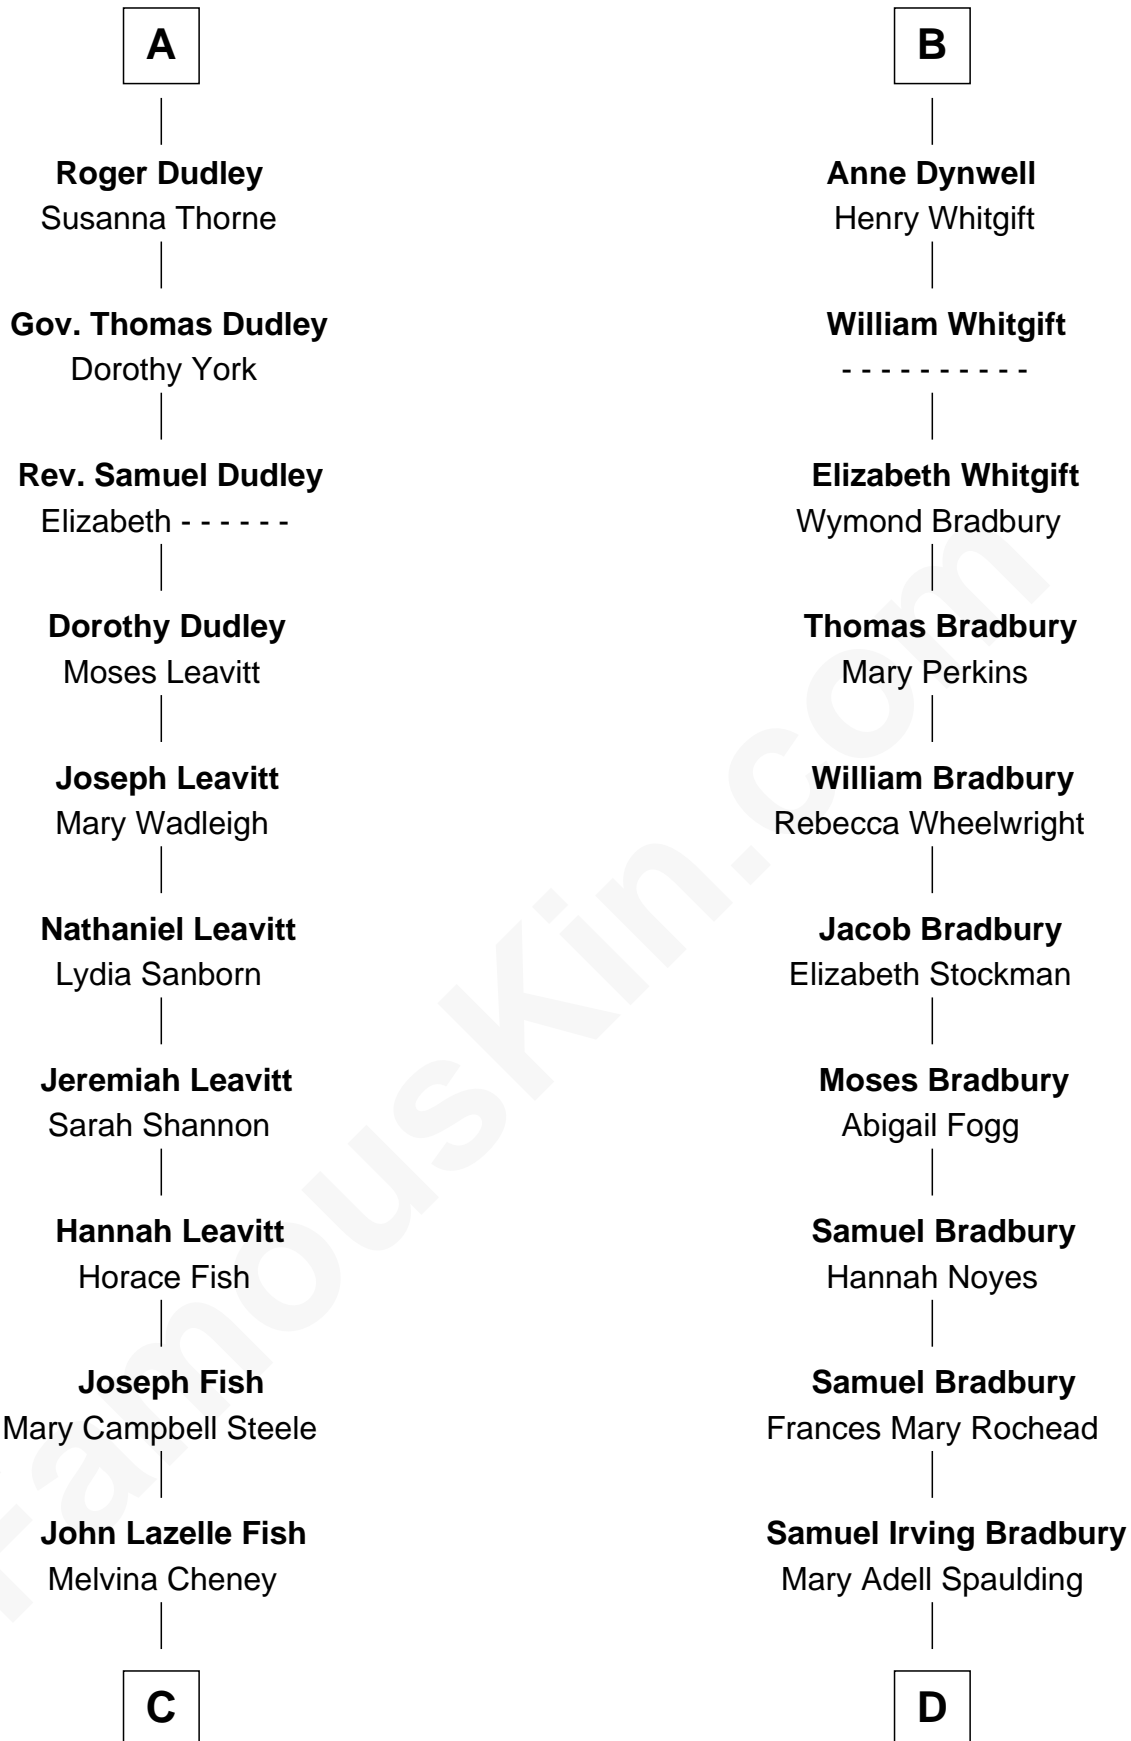 A
Roger Dudley
Susanna Thorne
Gov. Thomas Dudley
Dorothy York
Rev. Samuel Dudley
Elizabeth - - - - - -
Dorothy Dudley
Moses Leavitt
Joseph Leavitt
Mary Wadleigh
Nathaniel Leavitt
Lydia Sanborn
Jeremiah Leavitt
Sarah Shannon
Hannah Leavitt
Horace Fish
Joseph Fish
Mary Campbell Steele
John Lazelle Fish
Melvina Cheney
C
B
Anne Dynwell
Henry Whitgift
William Whitgift
- - - - - - - - - -
Elizabeth Whitgift
Wymond Bradbury
Thomas Bradbury
Mary Perkins
William Bradbury
Rebecca Wheelwright
Jacob Bradbury
Elizabeth Stockman
Moses Bradbury
Abigail Fogg
Samuel Bradbury
Hannah Noyes
Samuel Bradbury
Frances Mary Rochead
Samuel Irving Bradbury
Mary Adell Spaulding
D
FamousKin.com